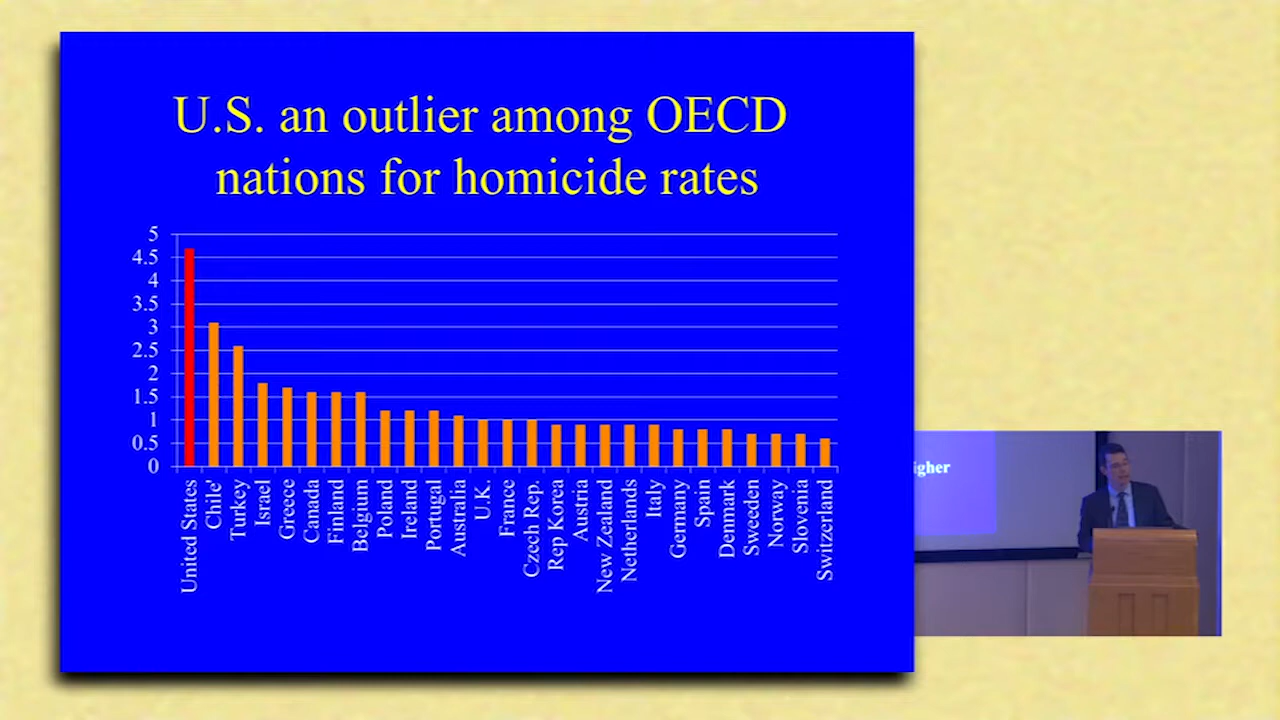 U.S. an outlier among OECD
nations for homicide rates
5
4.5
4
3.5
3
2.5
2
1.5
1
0.5
0
United States
Chile'
Turkey
Israel
Greece
Canada
Finland
Belgium
Poland
Ireland
Portugal
Australia
U.K.
France
Czech Rep.
Rep Korea
Austria
New Zealand
Netherlands
Italy
Germany
Spain
Denmark
Sweden
Norway
Slovenia
Switzerland
igher